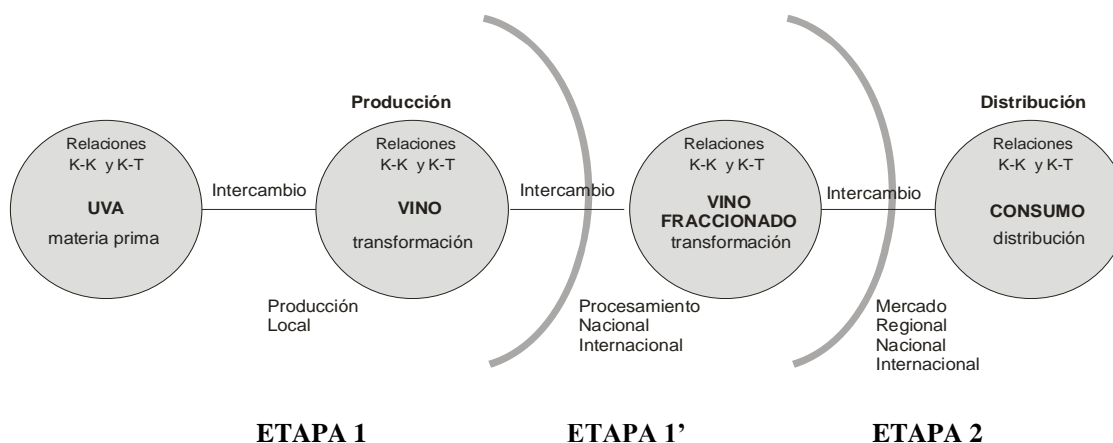 Producción
Distribución
Relaciones
K-K y K-T
UVA
materia prima
Intercambio
Relaciones
K-K y K-T
VINO
transformación
Intercambio
Relaciones
K-K y K-T
VINO
FRACCIONADO
transformación
Intercambio
Relaciones
K-K y K-T
CONSUMO
distribución
Producción
Local
Procesamiento
Nacional
Internacional
Mercado
Regional
Nacional
Internacional
ETAPA 1
ETAPA 1’
ETAPA 2